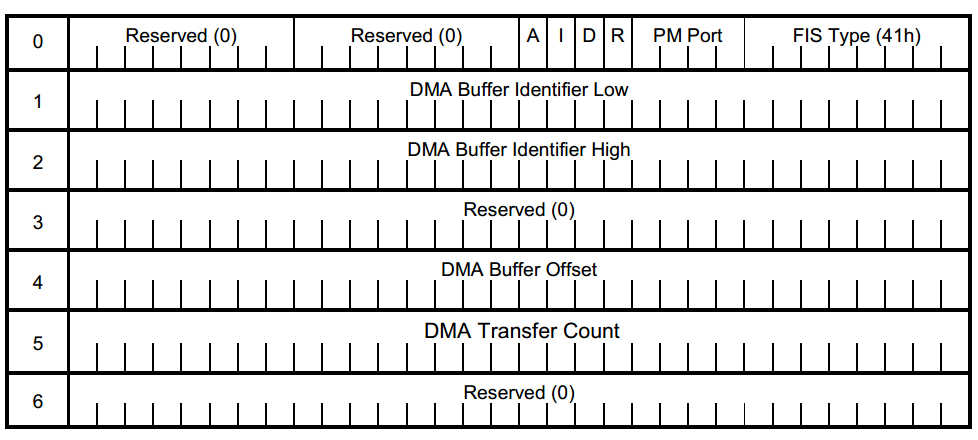 0 Reserved (0) Reserved (0) A I D R PM Port FIS Type (41h)
1 DMA Buffer Identifier Low
2 DMA Buffer Identifier High
3 Reserved (0)
4 DMA Buffer Offset
5 DMA Transfer Count
6 Reserved (0)